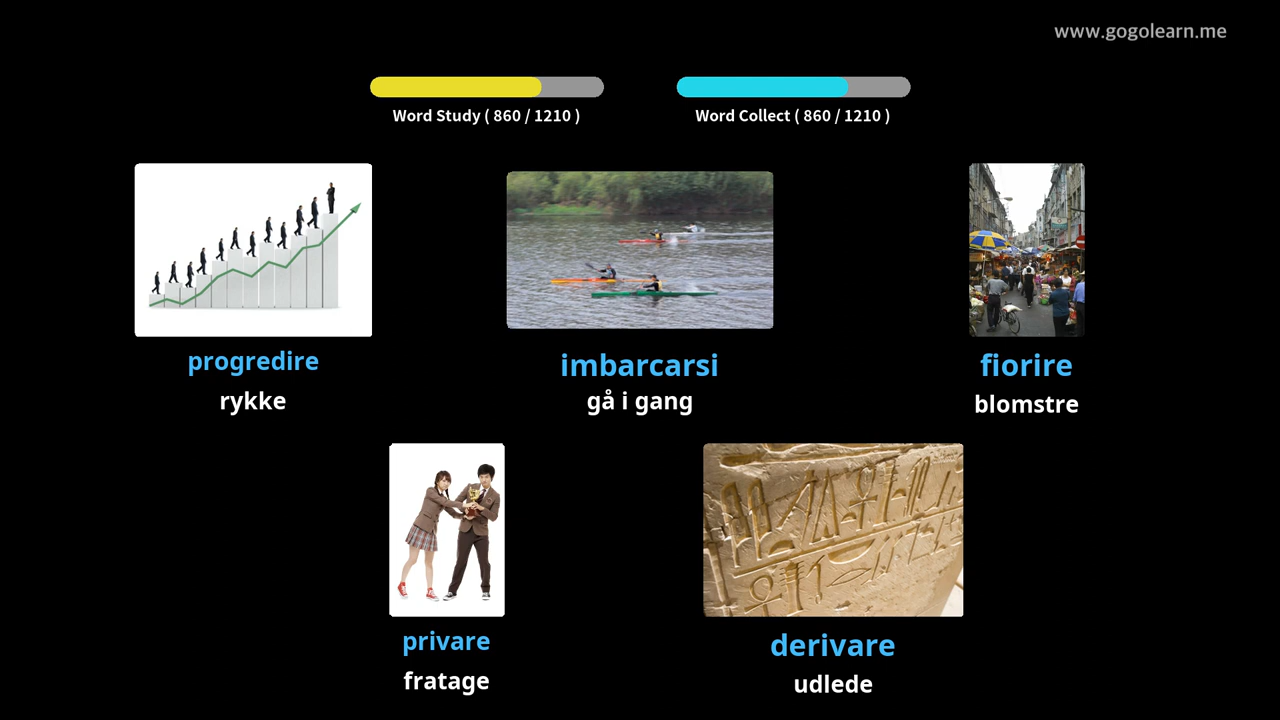 www.gogolearn.me
Word Study ( 860 / 1210 )
Word Collect ( 860 / 1210 )
progredire
rykke
imbarcarsi
gå i gang
fiorire
blomstre
privare
fratage
derivare
udlede